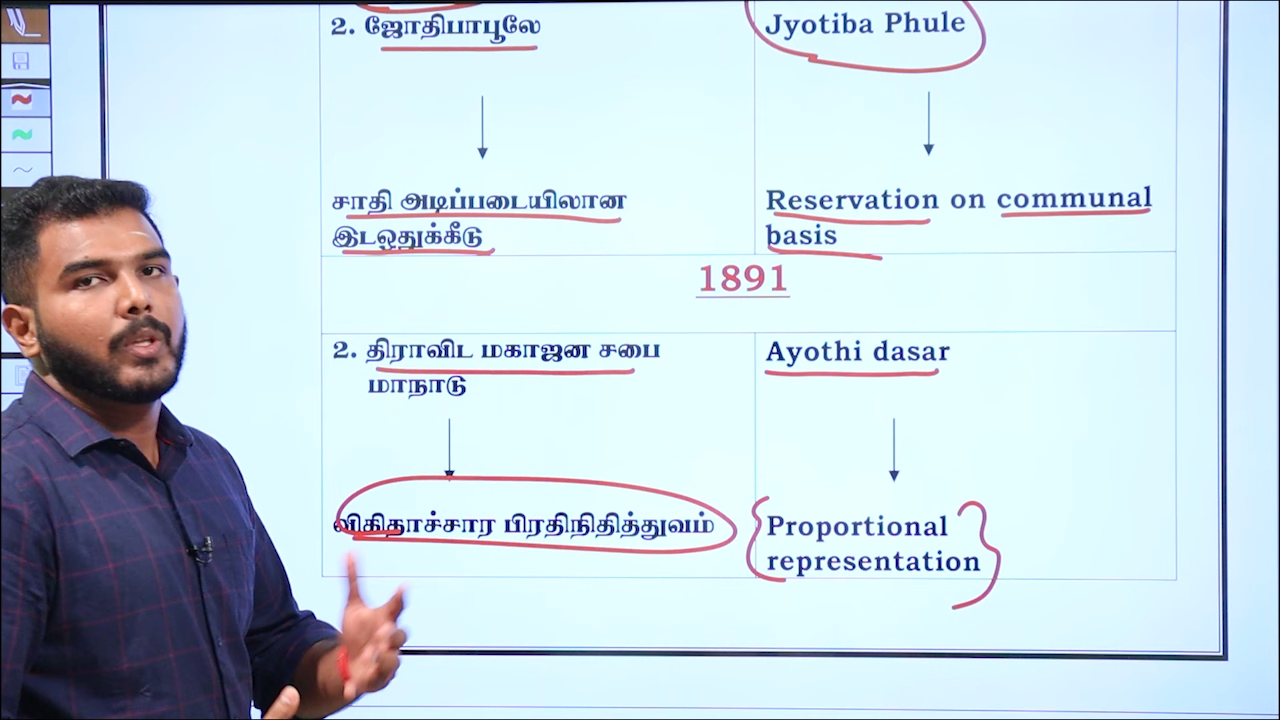 2. ஜோதிபாபூலே
Jyotiba Phule
சாதி அடிப்படையிலான
இடஒதுக்கீடு
Reservation on communal
basis
1891
2. திராவிட மகாஜன சபை
மாநாடு
Ayothi dasar
விகிதாச்சார பிரதிநிதித்துவம்
Proportional
representation